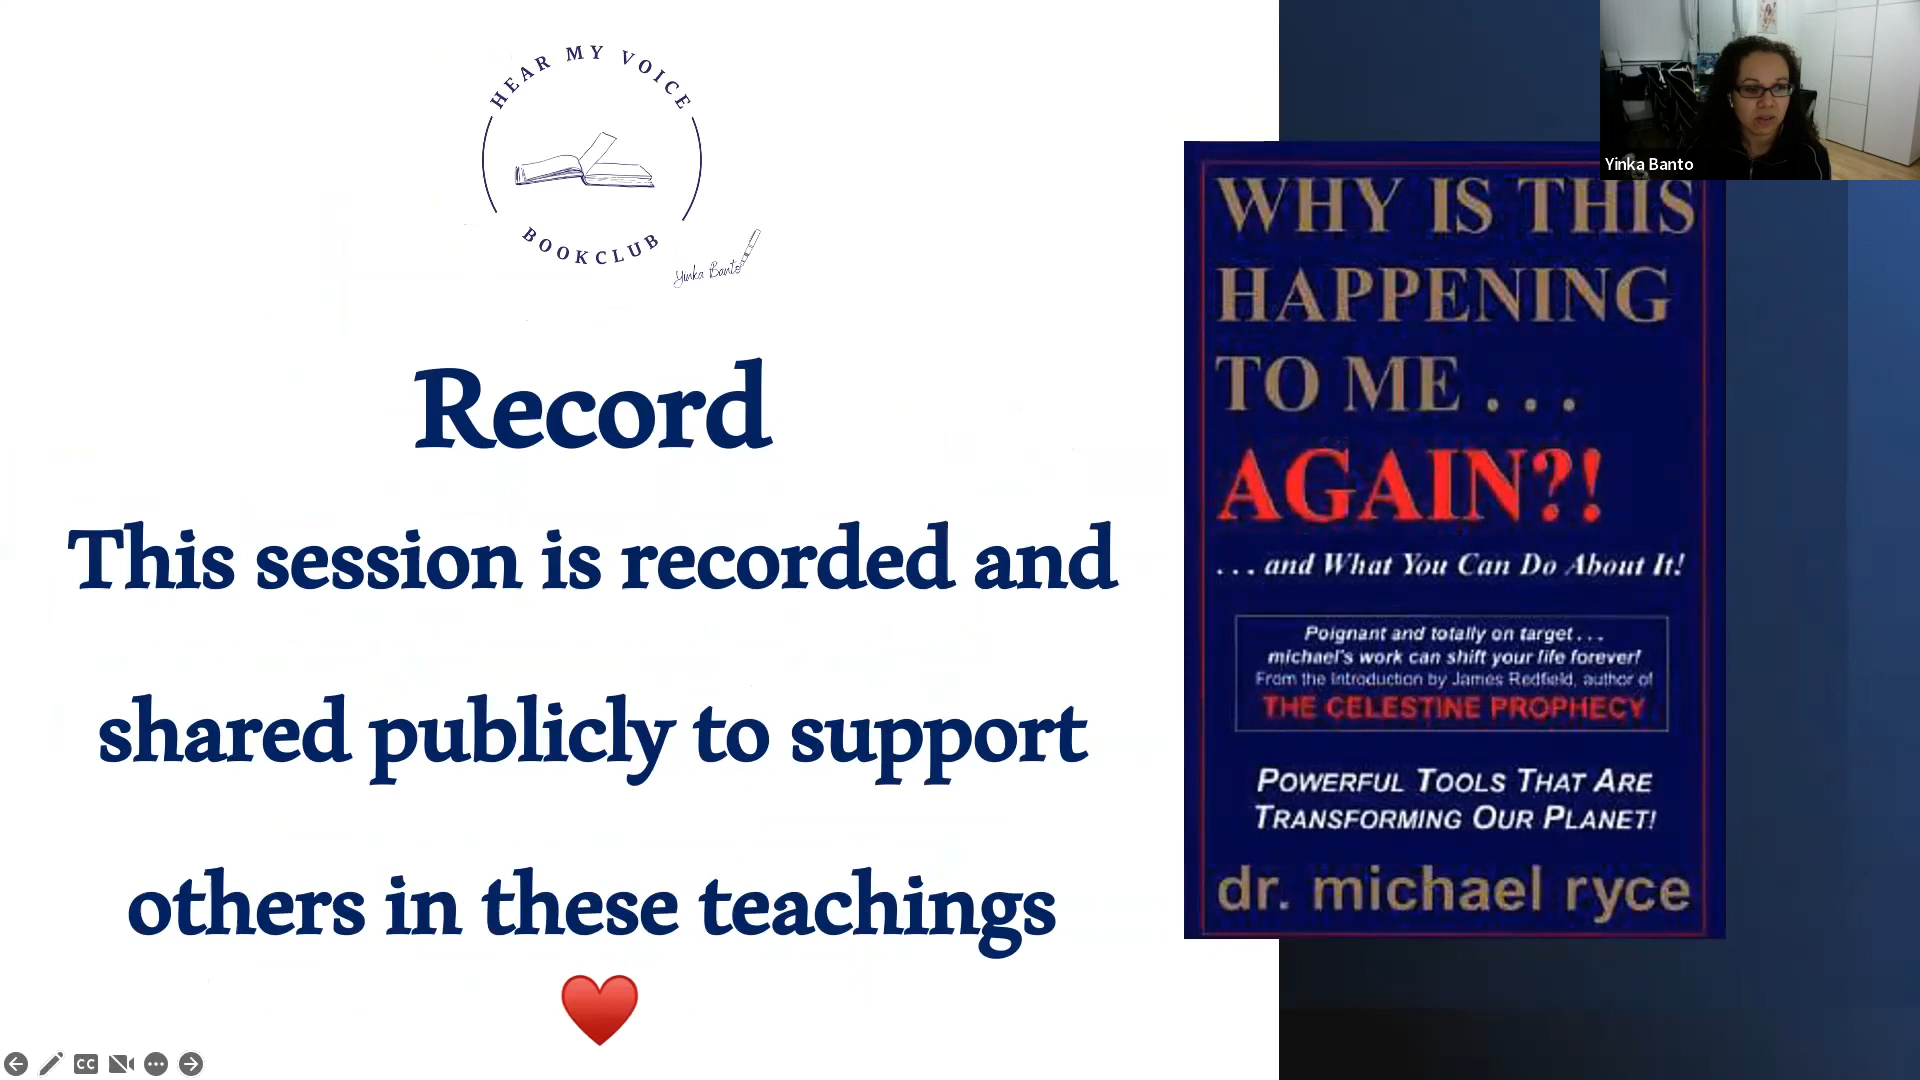 HEAR MY VOICE
BOOKCLUB
Yinka Banto
Record
This session is recorded and
shared publicly to support
others in these teachings
WHY IS THIS
HAPPENING
TO ME . . .
AGAIN?!
. . . and What You Can Do About It!
Poignant and totally on target . . .
michael's work can shift your life forever!
From the Introduction by James Redfield, author of
THE CELESTINE PROPHECY
POWERFUL TOOLS THAT ARE
TRANSFORMING OUR PLANET!
dr. michael ryce
Yinka Banto
CC